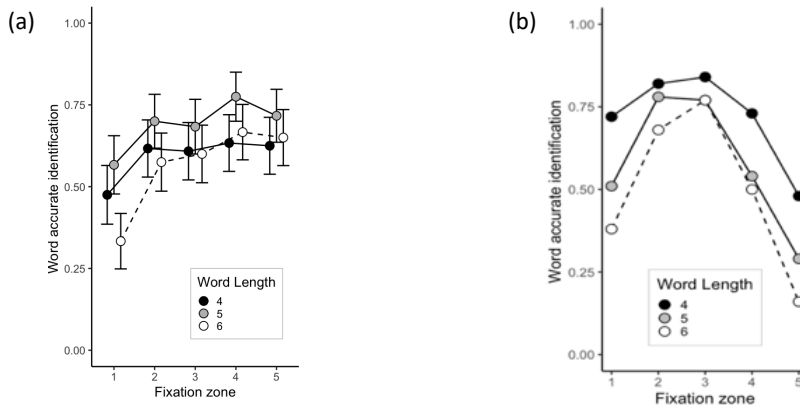 (a)
1.00
0.75
0.50
0.25
0.00
Word accurate identification
Word Length
4
5
6
1 2 3 4 5
Fixation zone
(b)
1.00
0.75
0.50
0.25
0.00
Word accurate identification
Word Length
4
5
6
1 2 3 4 5
Fixation zone